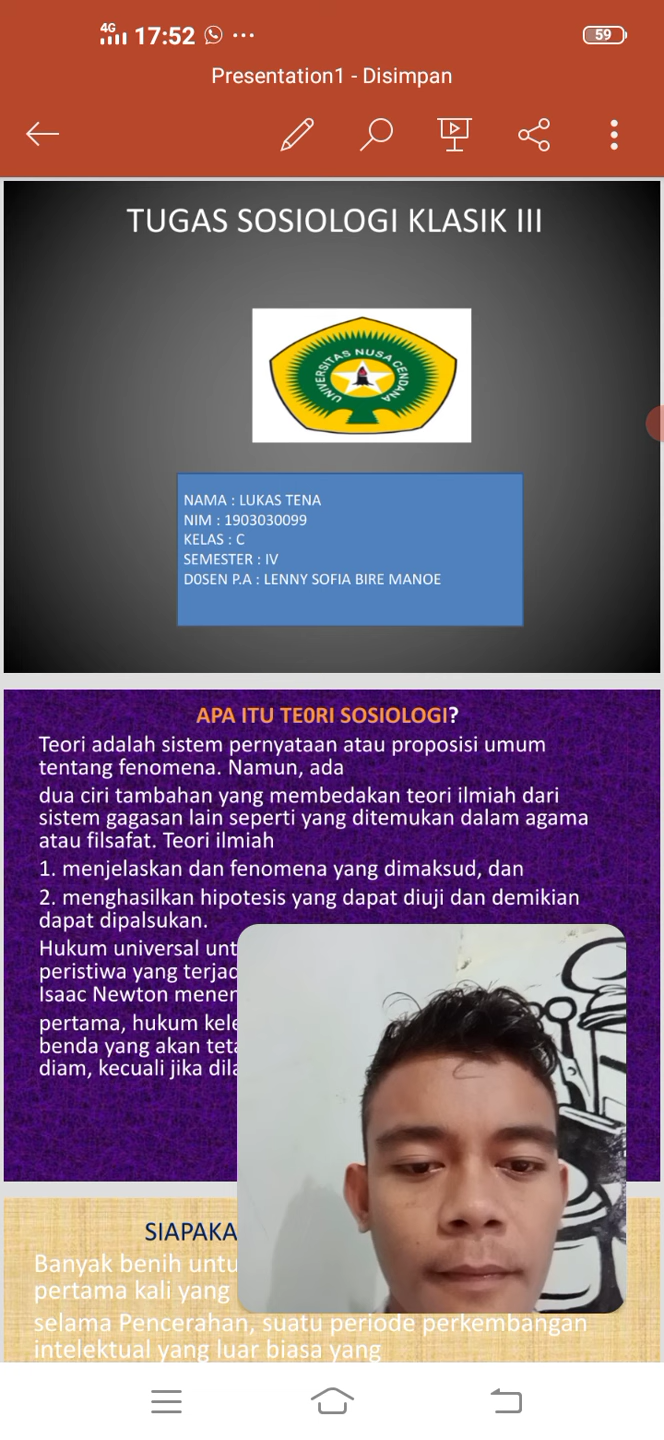 4G 17:52 ...
59
Presentation1 - Disimpan
TUGAS SOSIOLOGI KLASIK III
UNIVERSITAS NUSA CENDANA
NAMA : LUKAS TENA
NIM : 1903030099
KELAS : C
SEMESTER : IV
D0SEN P.A : LENNY SOFIA BIRE MANOE
APA ITU TE0RI SOSIOLOGI?
Teori adalah sistem pernyataan atau proposisi umum
tentang fenomena. Namun, ada
dua ciri tambahan yang membedakan teori ilmiah dari
sistem gagasan lain seperti yang ditemukan dalam agama
atau filsafat. Teori ilmiah
1. menjelaskan dan fenomena yang dimaksud, dan
2. menghasilkan hipotesis yang dapat diuji dan demikian
dapat dipalsukan.
Hukum universal unt
peristiwa yang terjad
Isaac Newton mener
pertama, hukum kele
benda yang akan teta
diam, kecuali jika dila
SIAPAKA
Banyak benih untu
pertama kali yang
selama Pencerahan, suatu periode perkembangan
intelektual yang luar biasa yang